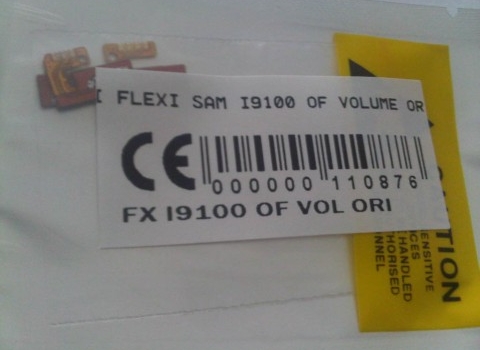 FLEXI SAM I9100 OF VOLUME OR
CE
000000 110876
FX I9100 OF VOL ORI
TION
ENSITIVE
CES
HANDLED
HORISED
NNEL